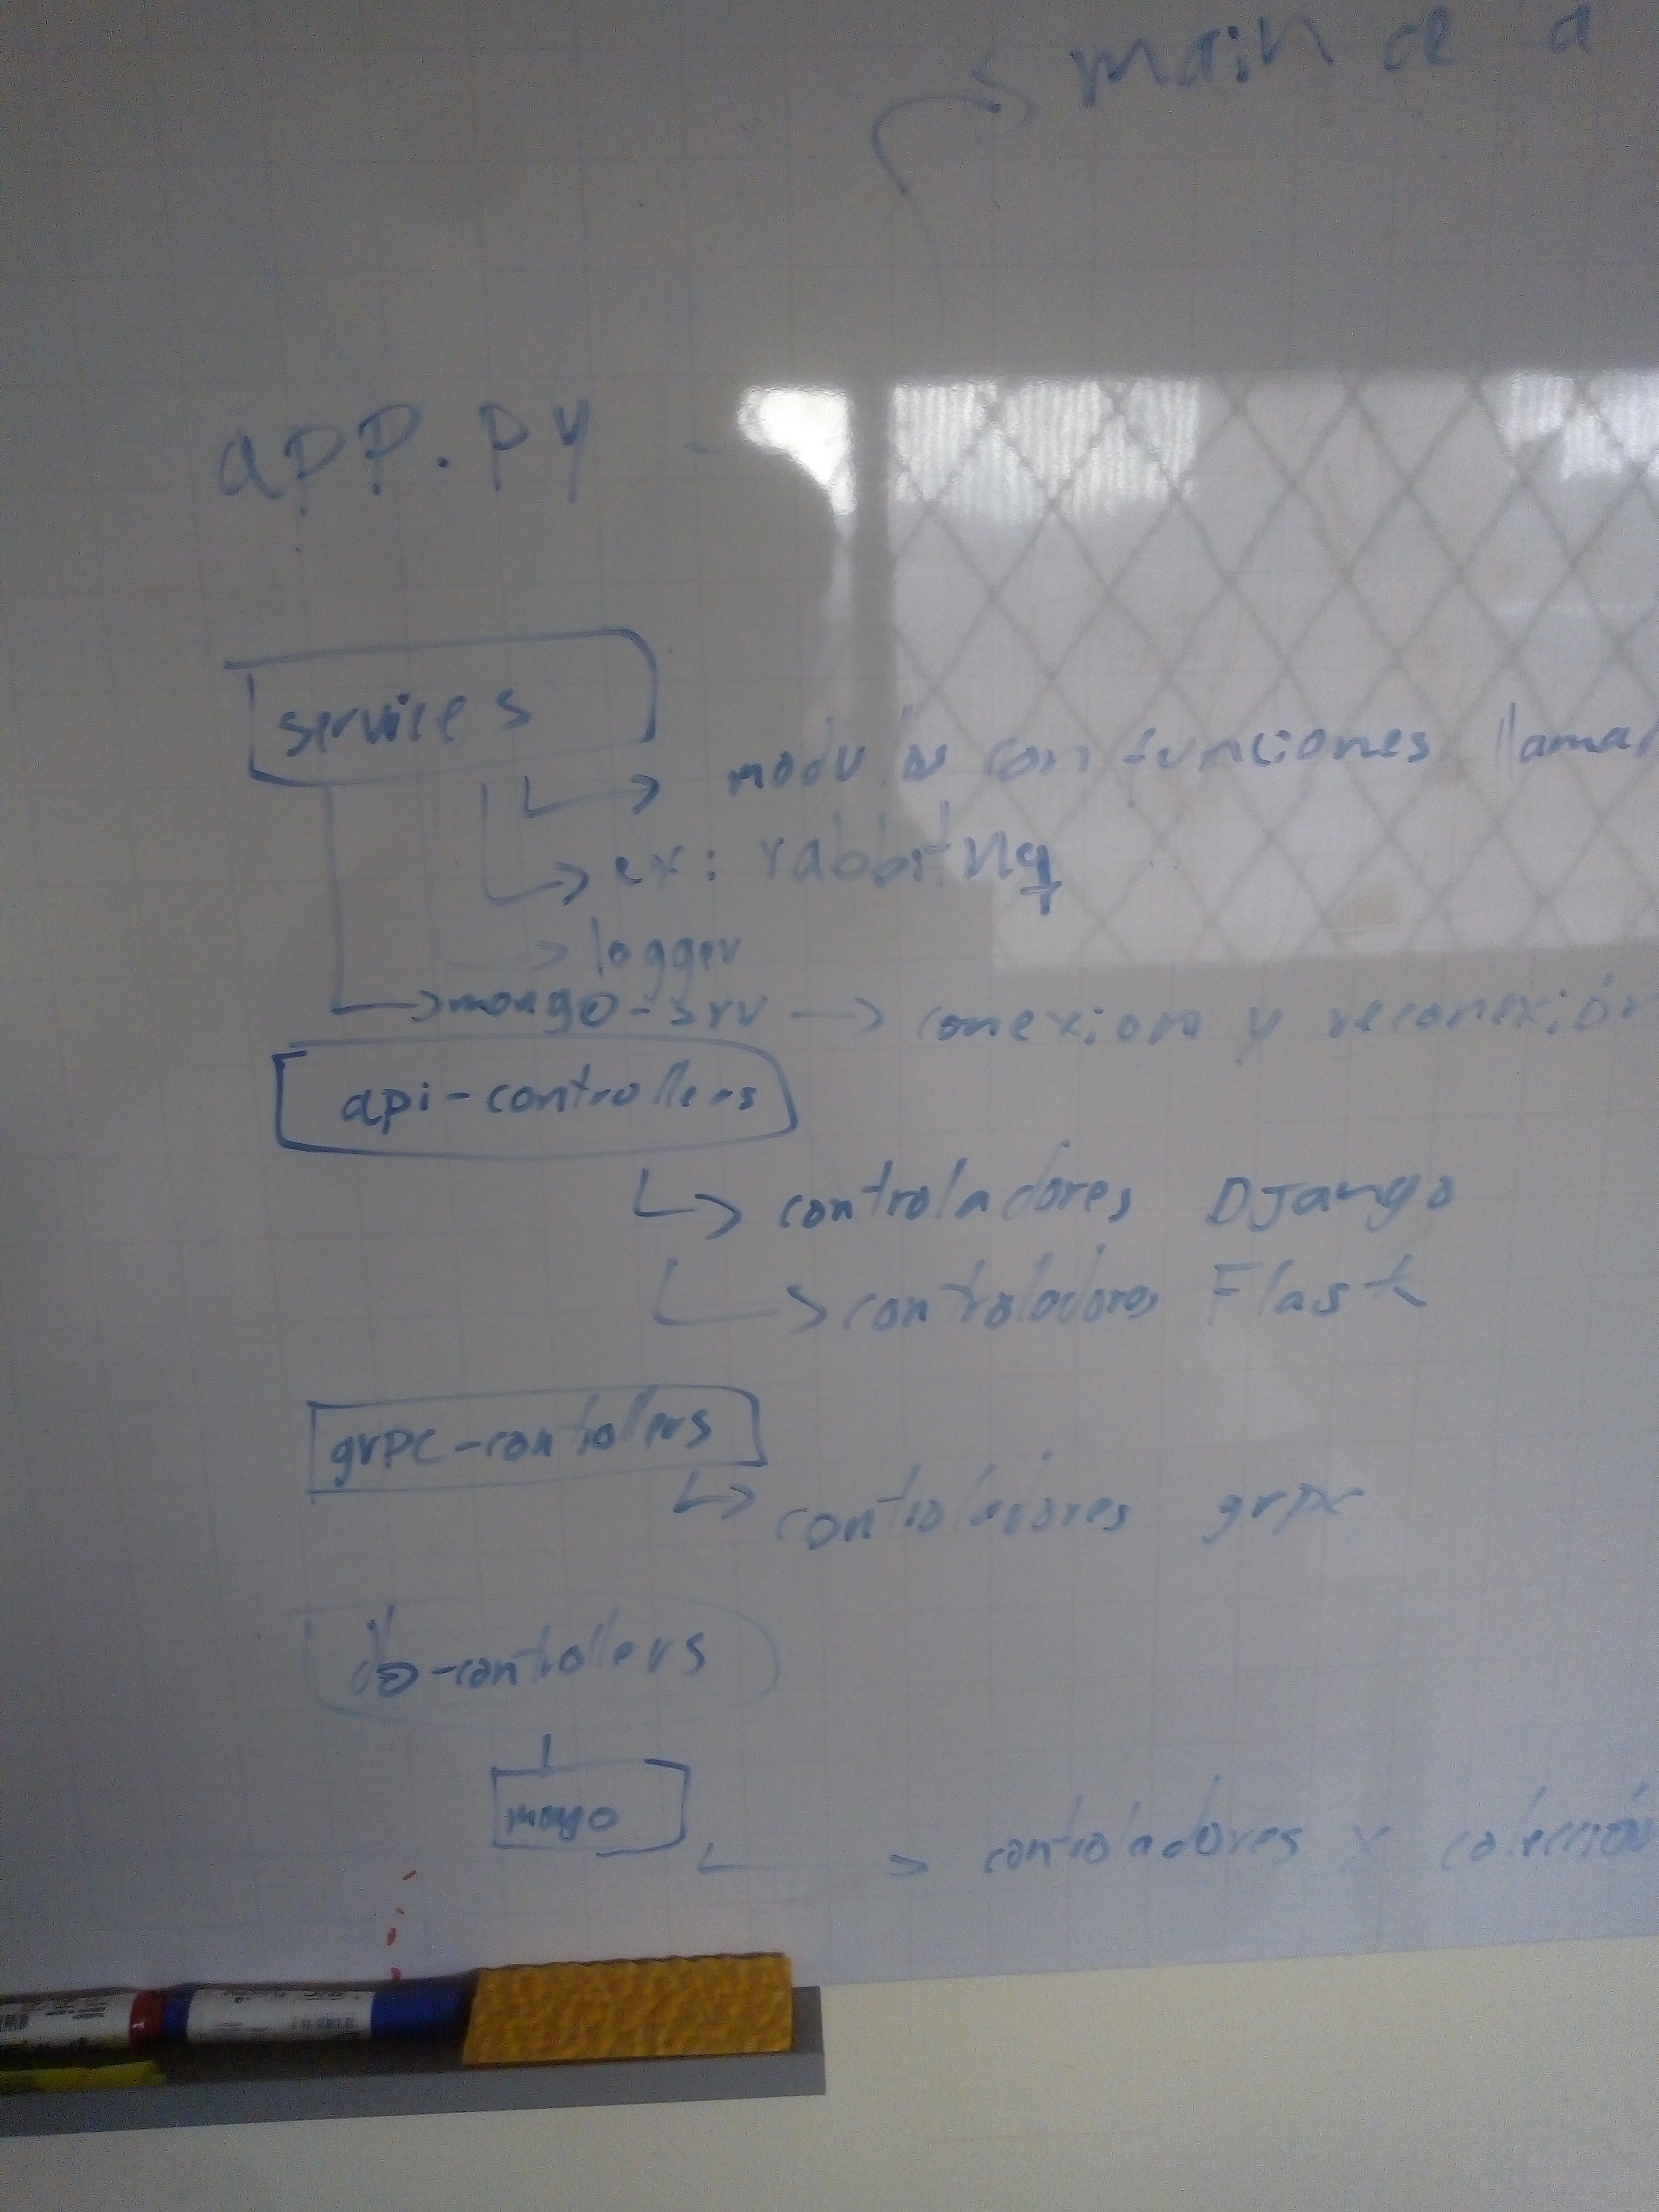 main de a
app.py
services
modulos con funciones llamad
ex: rabbitMq
logger
mongo-srv → conexion y reconexión
api-controllers
controladores Django
controladores Flask
grpc-controllers
controladores grpc
db-controllers
mongo
controladores x colección